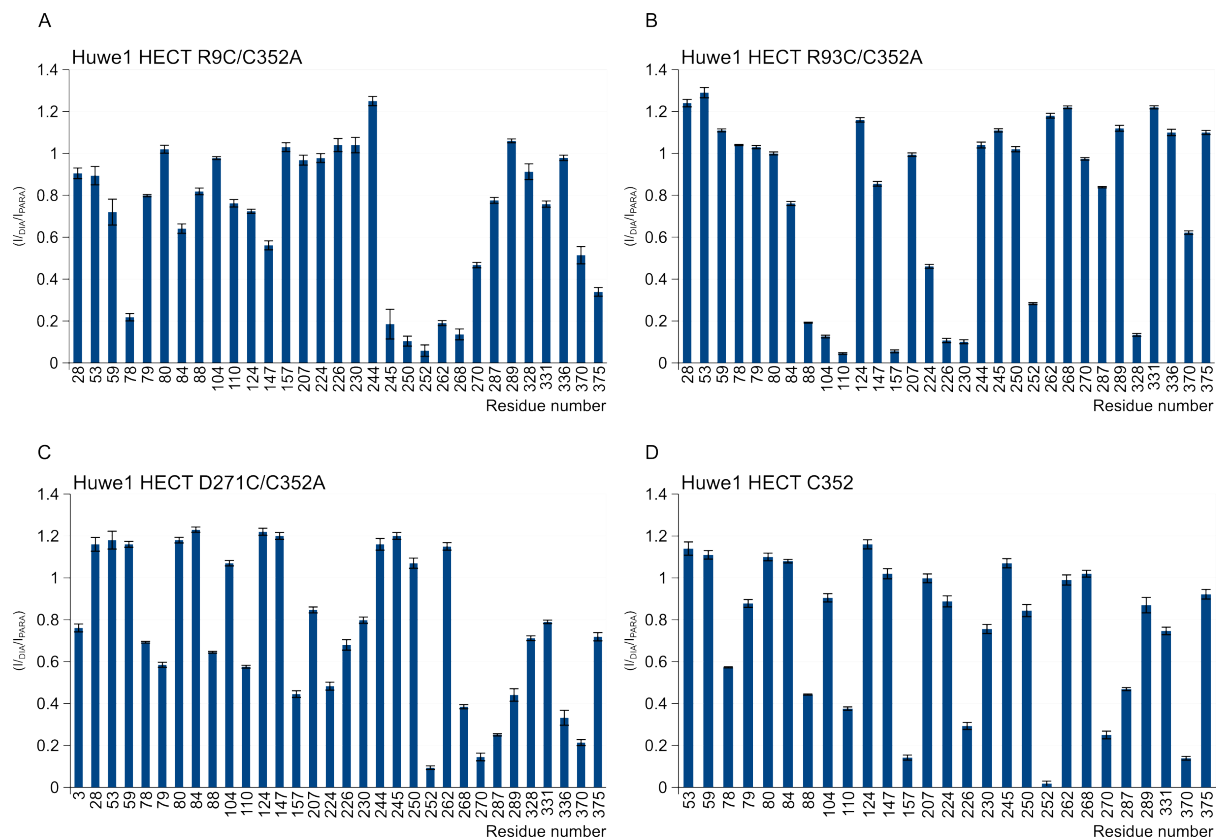 A
Huwe1 HECT R9C/C352A
1.4
1.2
1
0.8
0.6
0.4
0.2
0
(I/DIA/IPARA)
28 53 59 78 79 80 84 88 104 110 124 147 157 207 224 226 230 244 245 250 252 262 268 270 287 289 328 331 336 370 375
Residue number
B
Huwe1 HECT R93C/C352A
1.4
1.2
1
0.8
0.6
0.4
0.2
0
(I/DIA/IPARA)
28 53 59 78 79 80 84 88 104 110 124 147 157 207 224 226 230 244 245 250 252 262 268 270 287 289 328 331 336 370 375
Residue number
C
Huwe1 HECT D271C/C352A
1.4
1.2
1
0.8
0.6
0.4
0.2
0
(I/DIA/IPARA)
3 28 53 59 78 79 80 84 88 104 110 124 147 157 207 224 226 230 244 245 250 252 262 268 270 287 289 328 331 336 370 375
Residue number
D
Huwe1 HECT C352
1.4
1.2
1
0.8
0.6
0.4
0.2
0
(I/DIA/IPARA)
53 59 78 79 80 84 88 104 110 124 147 157 207 224 226 230 245 250 252 262 268 270 287 289 331 370 375
Residue number